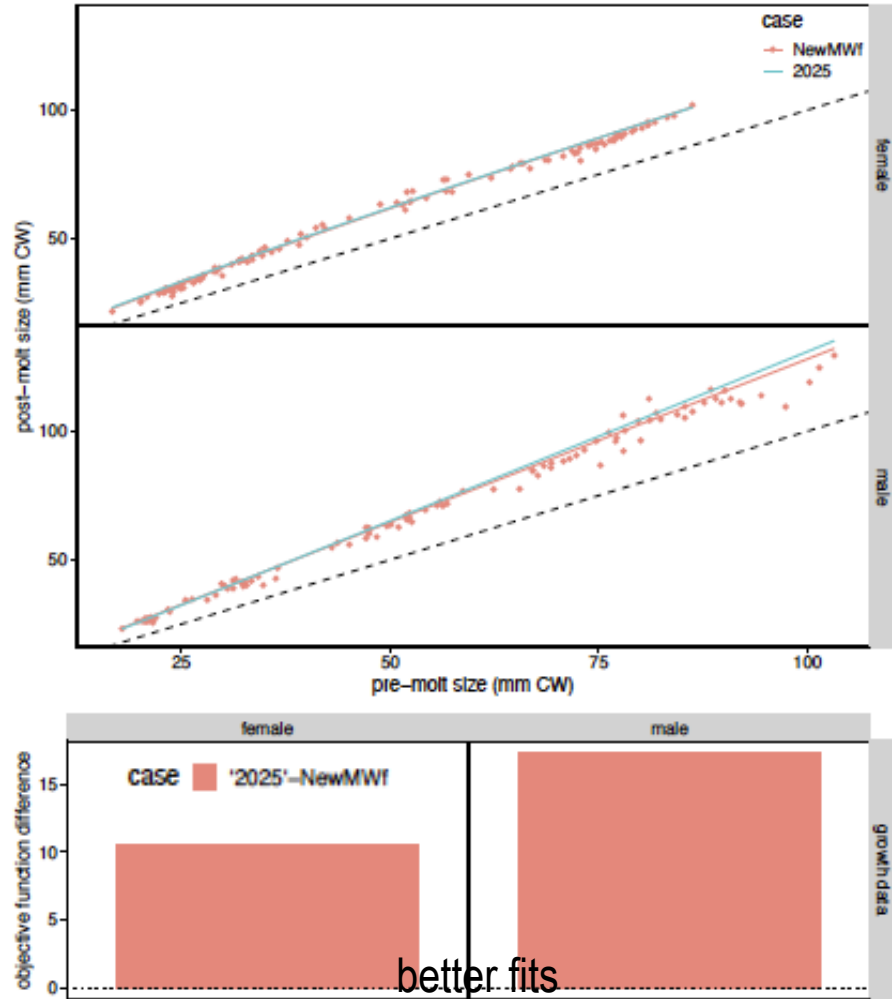 case
NewMWf
2025
100
50
female
post-molt size (mm CW)
100
50
male
25 50 75 100
pre-molt size (mm CW)
female male
case '2025'-NewMWf
15
10
5
0
objective function difference
growth data
better fits